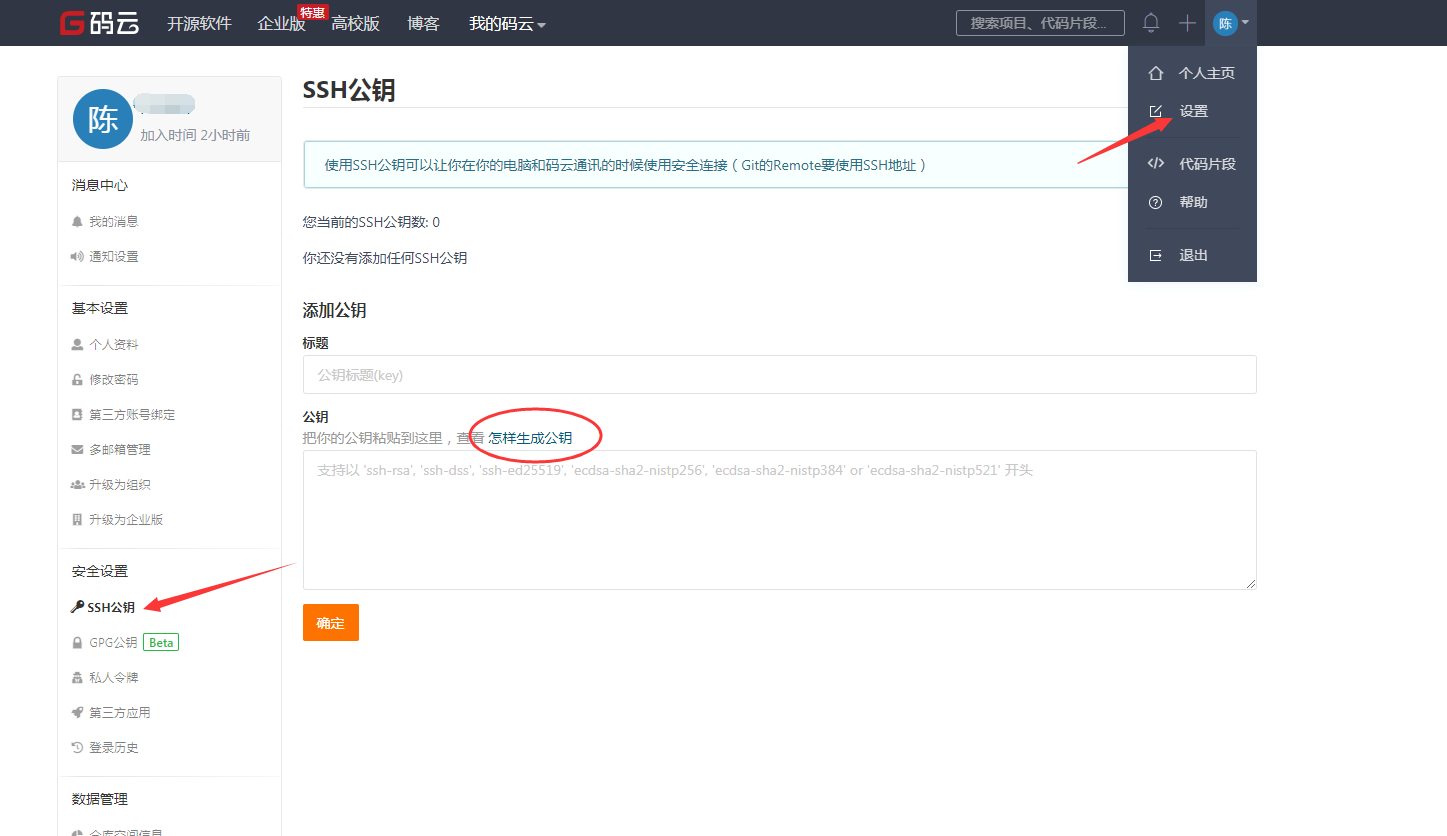 码云
开源软件
企业版
特惠
高校版
博客
我的码云
搜索项目、代码片段...
陈
个人主页
设置
代码片段
帮助
退出
陈
加入时间 2小时前
消息中心
我的消息
通知设置
基本设置
个人资料
修改密码
第三方账号绑定
多邮箱管理
升级为组织
升级为企业版
安全设置
SSH公钥
GPG公钥 Beta
私人令牌
第三方应用
登录历史
数据管理
仓库空间信息
SSH公钥
使用SSH公钥可以让你在你的电脑和码云通讯的时候使用安全连接（Git的Remote要使用SSH地址）
您当前的SSH公钥数: 0
你还没有添加任何SSH公钥
添加公钥
标题
公钥标题(key)
公钥
把你的公钥粘贴到这里，查看 怎样生成公钥
支持以 'ssh-rsa', 'ssh-dss', 'ssh-ed25519', 'ecdsa-sha2-nistp256', 'ecdsa-sha2-nistp384' or 'ecdsa-sha2-nistp521' 开头
确定